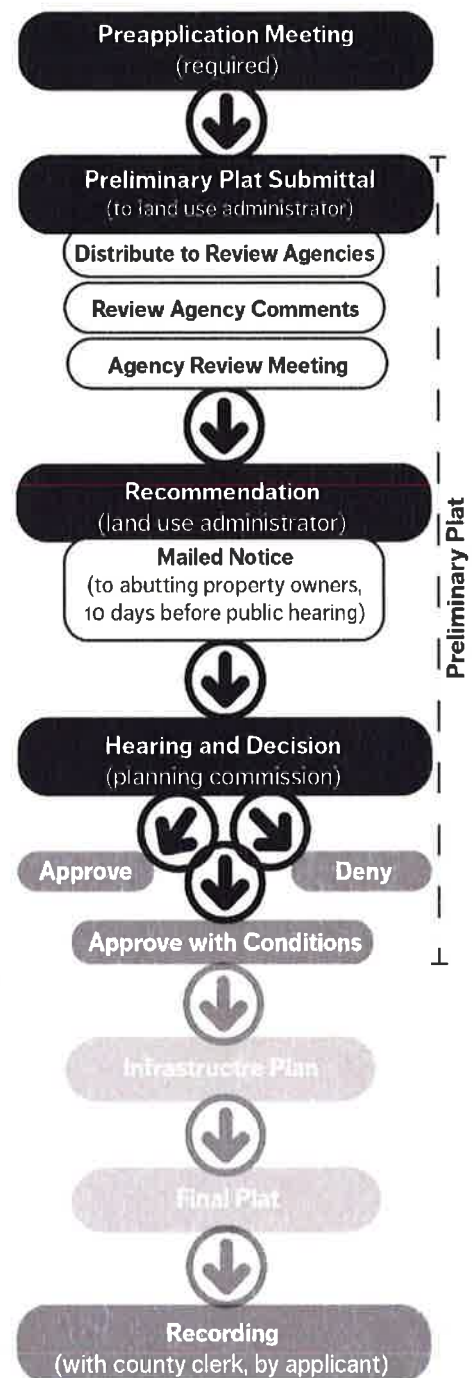 Preapplication Meeting
(required)
Preliminary Plat Submittal
(to land use administrator)
Distribute to Review Agencies
Review Agency Comments
Agency Review Meeting
Recommendation
(land use administrator)
Mailed Notice
(to abutting property owners,
10 days before public hearing)
Hearing and Decision
(planning commission)
Approve
Deny
Approve with Conditions
Preliminary Plat
Infrastructre Plan
Final Plat
Recording
(with county clerk, by applicant)